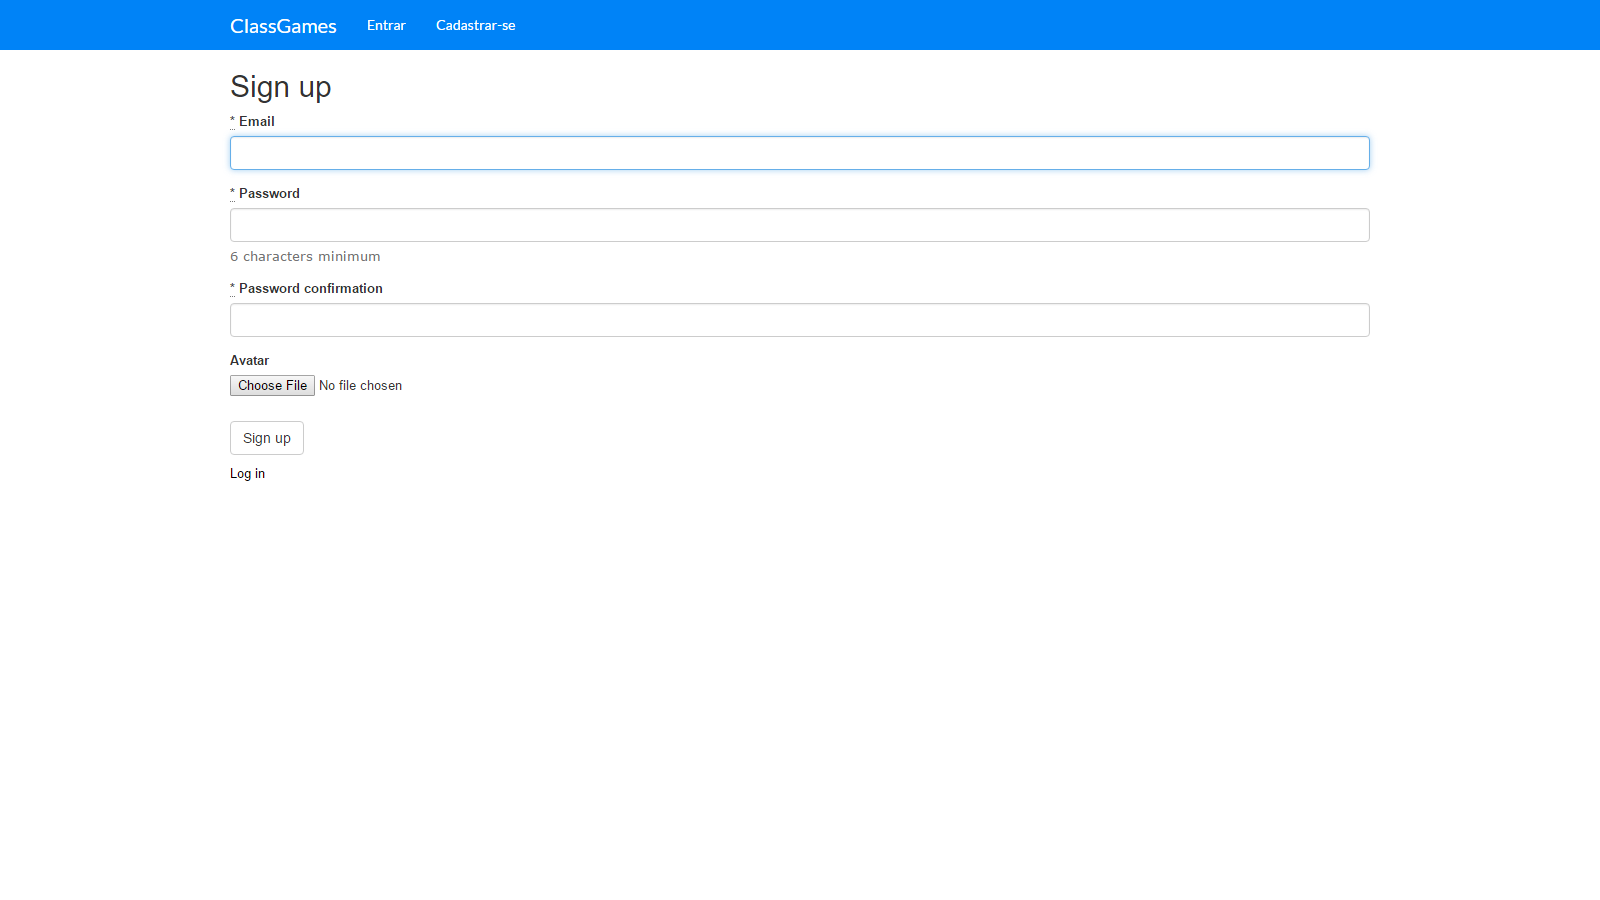 ClassGames Entrar Cadastrar-se
Sign up
* Email
* Password
6 characters minimum
* Password confirmation
Avatar
Choose File No file chosen
Sign up
Log in